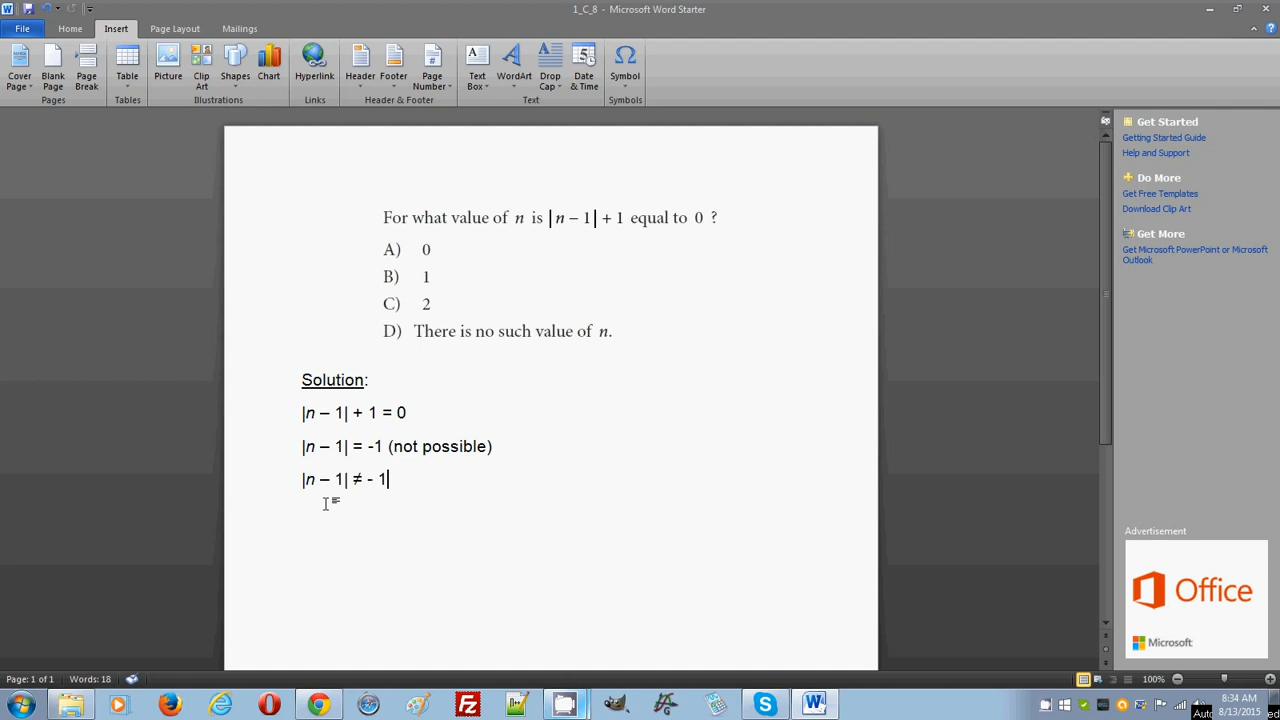 1_C_8 - Microsoft Word Starter
File Home Insert Page Layout Mailings
Cover Page Blank Page Page Break Table Picture Clip Art Shapes Chart Hyperlink Header Footer Page Number Text Box WordArt Drop Cap Date & Time Symbol
Pages Tables Illustrations Links Header & Footer Text Symbols
For what value of n is |n – 1| + 1 equal to 0 ?
A) 0
B) 1
C) 2
D) There is no such value of n.
Solution:
|n – 1| + 1 = 0
|n – 1| = -1 (not possible)
|n – 1| ≠ - 1
Get Started
Getting Started Guide
Help and Support
Do More
Get Free Templates
Download Clip Art
Get More
Get Microsoft PowerPoint or Microsoft
Outlook
Advertisement
Office
Microsoft
Page: 1 of 1 Words: 18 100%
8:34 AM
8/13/2015